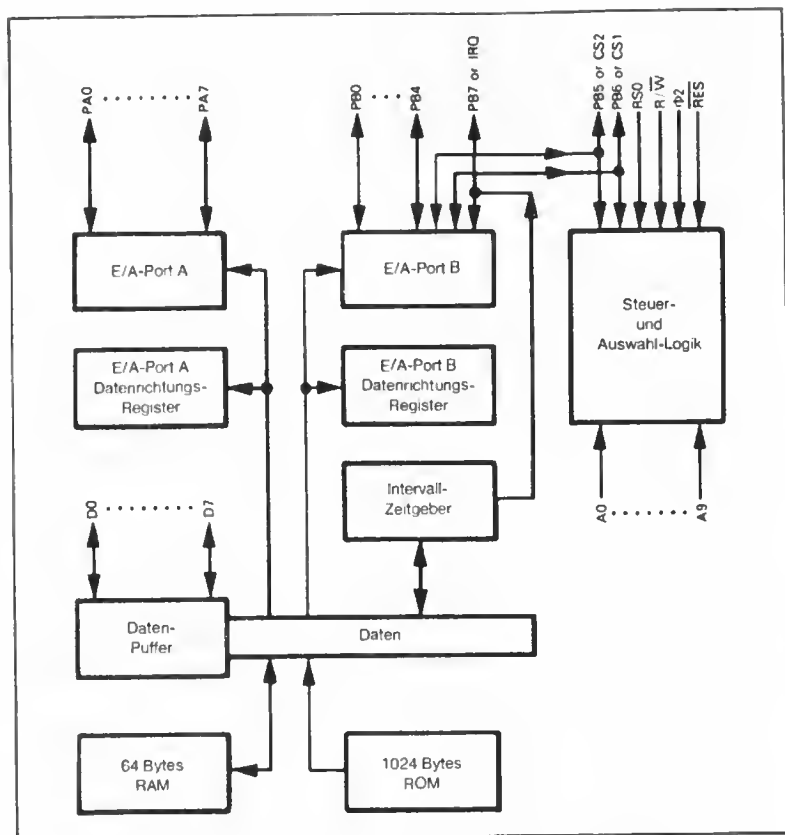 PA0 ········ PA7
PB0 ···· PB4
PB7 or IRQ
PB5 or CS2
PB6 or CS1
RS0
R/W̅
Φ2
R̅E̅S̅
E/A-Port A
E/A-Port B
Steuer-
und
Auswahl-Logik
E/A-Port A
Datenrichtungs-
Register
E/A-Port B
Datenrichtungs-
Register
Intervall-
Zeitgeber
A0 ········ A9
D0 ········ D7
Daten-
Puffer
Daten
64 Bytes
RAM
1024 Bytes
ROM